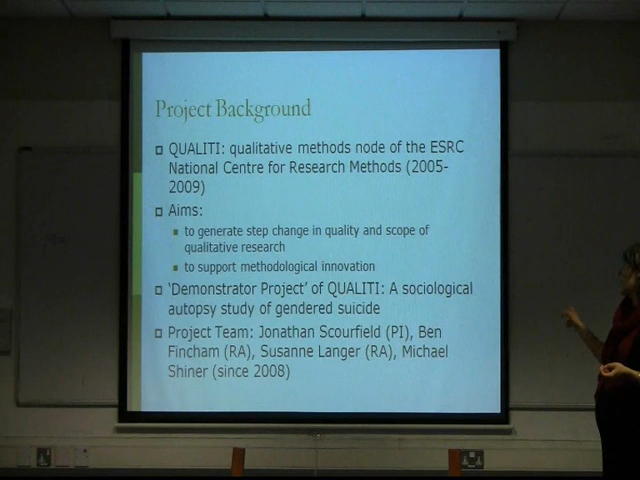 Project Background
QUALITI: qualitative methods node of the ESRC
National Centre for Research Methods (2005-
2009)
Aims:
to generate step change in quality and scope of
qualitative research
to support methodological innovation
'Demonstrator Project' of QUALITI: A sociological
autopsy study of gendered suicide
Project Team: Jonathan Scourfield (PI), Ben
Fincham (RA), Susanne Langer (RA), Michael
Shiner (since 2008)